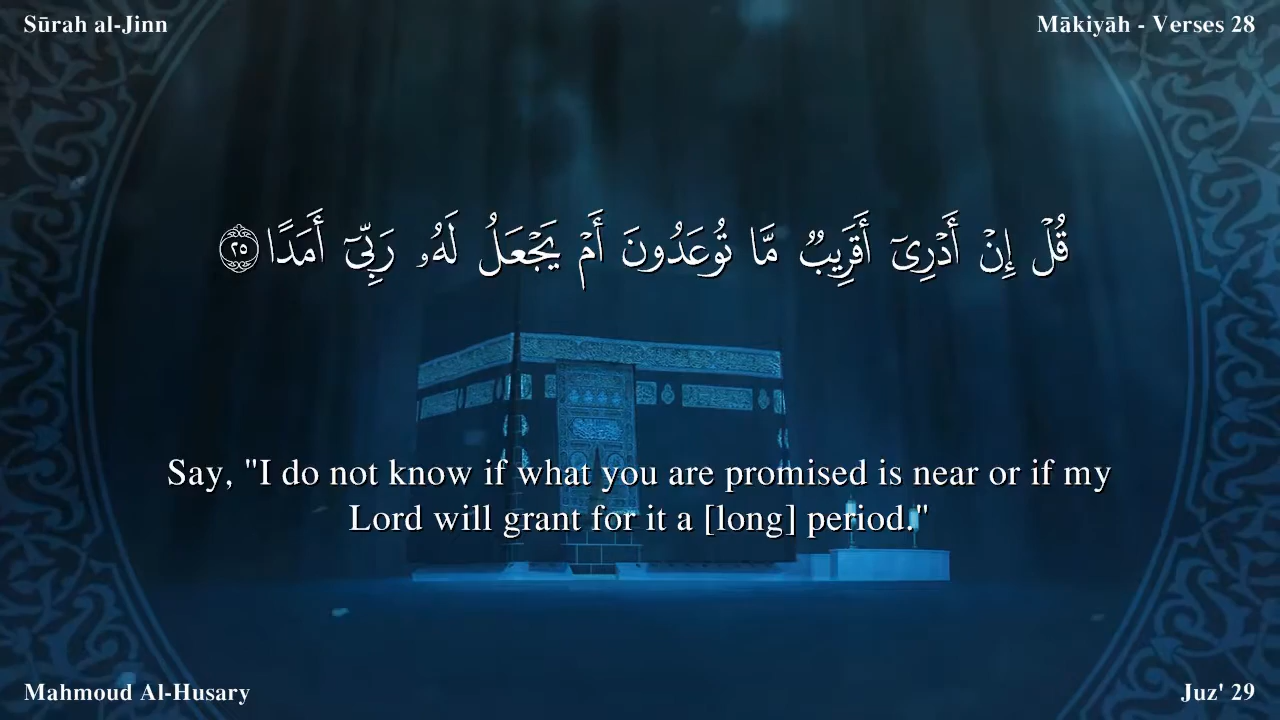 Sūrah al-Jinn
Mākiyāh - Verses 28
قُلْ إِنْ أَدْرِىٓ أَقَرِيبٌ مَّا تُوعَدُونَ أَمْ يَجْعَلُ لَهُۥ رَبِّىٓ أَمَدًا ٢٥
Say, "I do not know if what you are promised is near or if my
Lord will grant for it a [long] period."
Mahmoud Al-Husary
Juz' 29